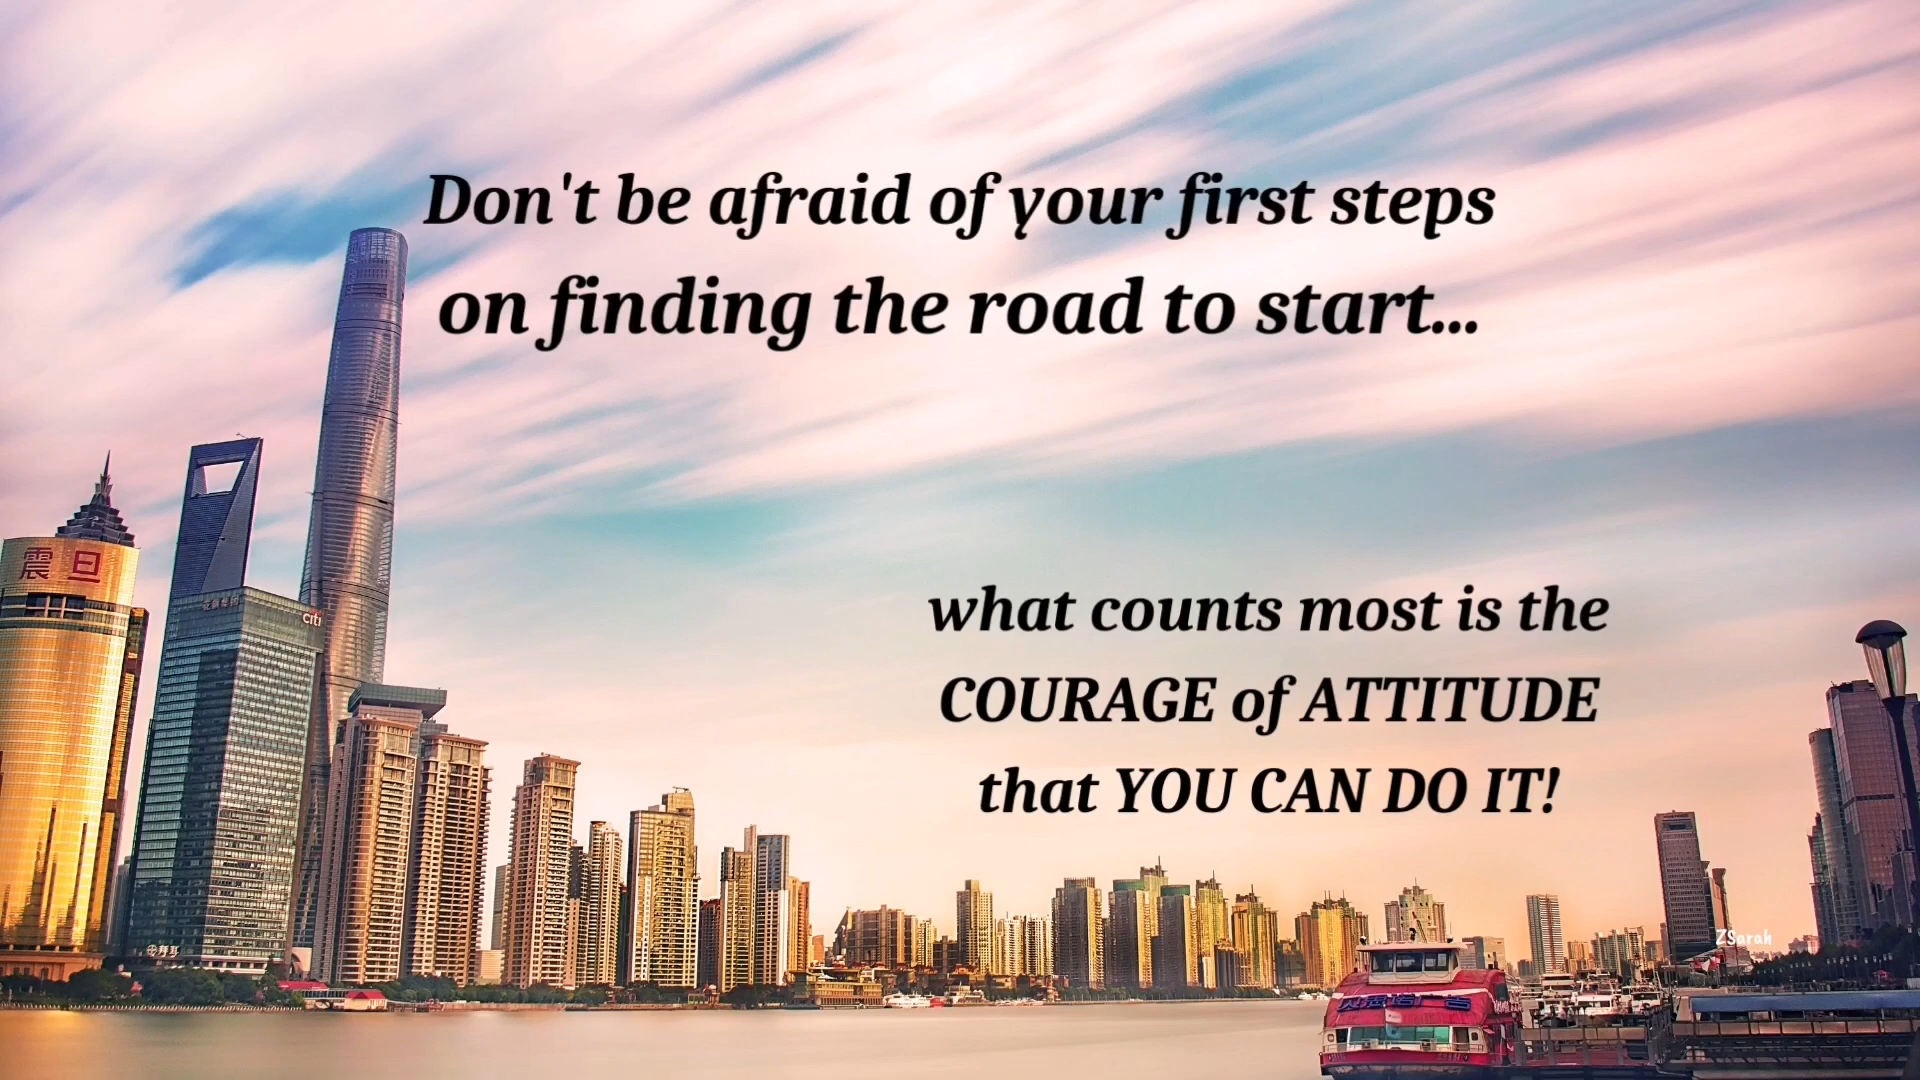 Don't be afraid of your first steps
on finding the road to start...
what counts most is the
COURAGE of ATTITUDE
that YOU CAN DO IT!
震旦
citi
ZSarah